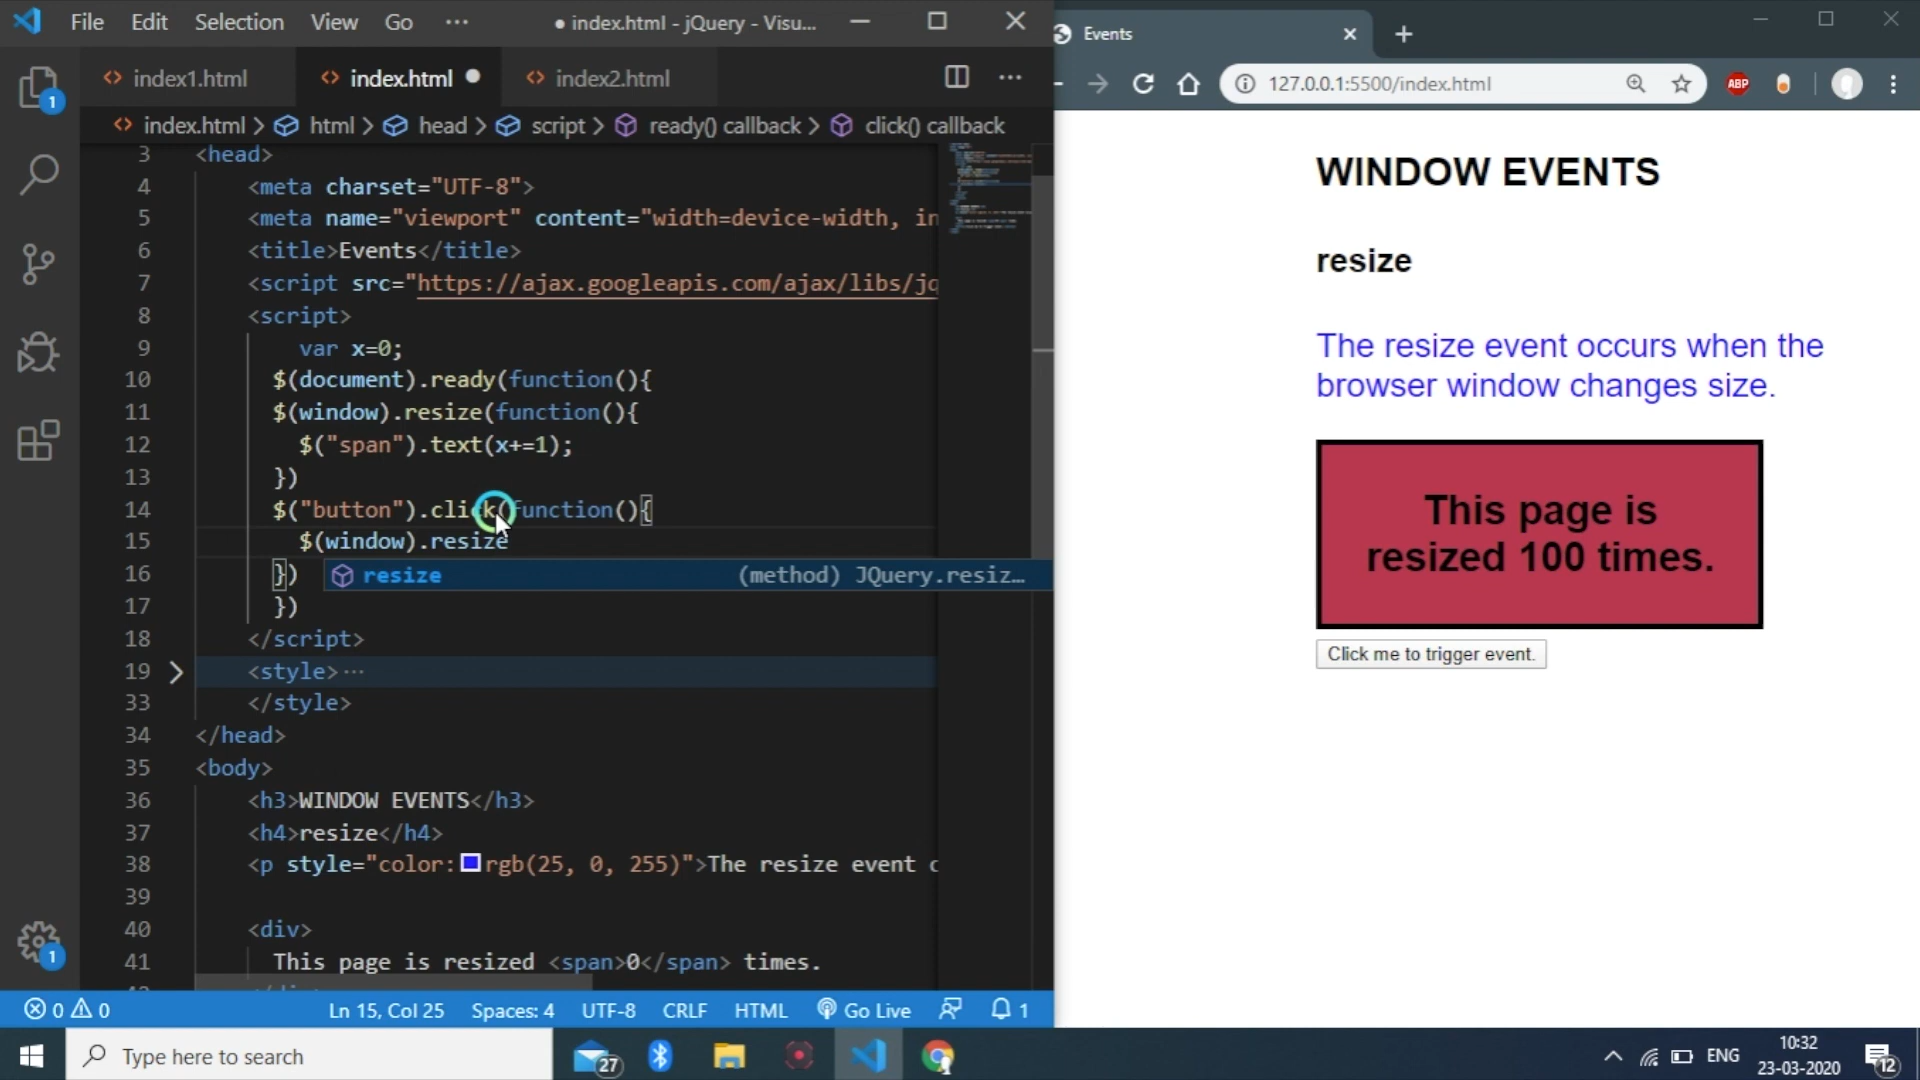 File Edit Selection View Go ··· ● index.html - jQuery - Visu...
index1.html index.html index2.html
index.html > html > head > script > ready() callback > click() callback
3 <head>
4 <meta charset="UTF-8">
5 <meta name="viewport" content="width=device-width, in
6 <title>Events</title>
7 <script src="https://ajax.googleapis.com/ajax/libs/jq
8 <script>
9 var x=0;
10 $(document).ready(function(){
11 $(window).resize(function(){
12 $("span").text(x+=1);
13 })
14 $("button").click(function(){
15 $(window).resize
16 })
resize (method) JQuery.resiz...
17 })
18 </script>
19 <style>···
33 </style>
34 </head>
35 <body>
36 <h3>WINDOW EVENTS</h3>
37 <h4>resize</h4>
38 <p style="color: rgb(25, 0, 255)">The resize event
39
40 <div>
41 This page is resized <span>0</span> times.
0 0 Ln 15, Col 25 Spaces: 4 UTF-8 CRLF HTML Go Live 1
1
1
Events
127.0.0.1:5500/index.html
ABP
WINDOW EVENTS
resize
The resize event occurs when the
browser window changes size.
This page is
resized 100 times.
Click me to trigger event.
Type here to search
27
ENG
10:32
23-03-2020
12